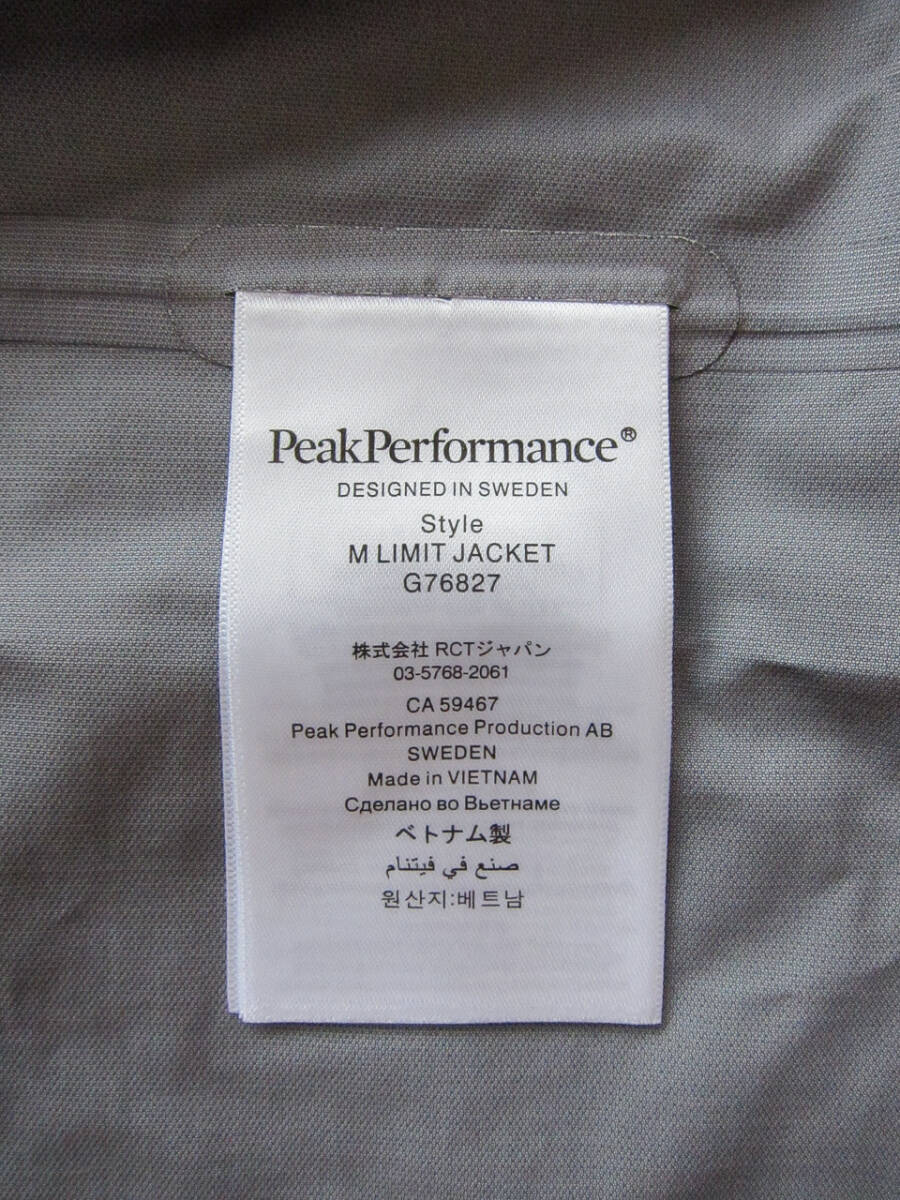 PeakPerformance®
DESIGNED IN SWEDEN
Style
M LIMIT JACKET
G76827
株式会社 RCTジャパン
03-5768-2061
CA 59467
Peak Performance Production AB
SWEDEN
Made in VIETNAM
Сделано во Вьетнаме
ベトナム製
صنع في فيتنام
원산지:베트남